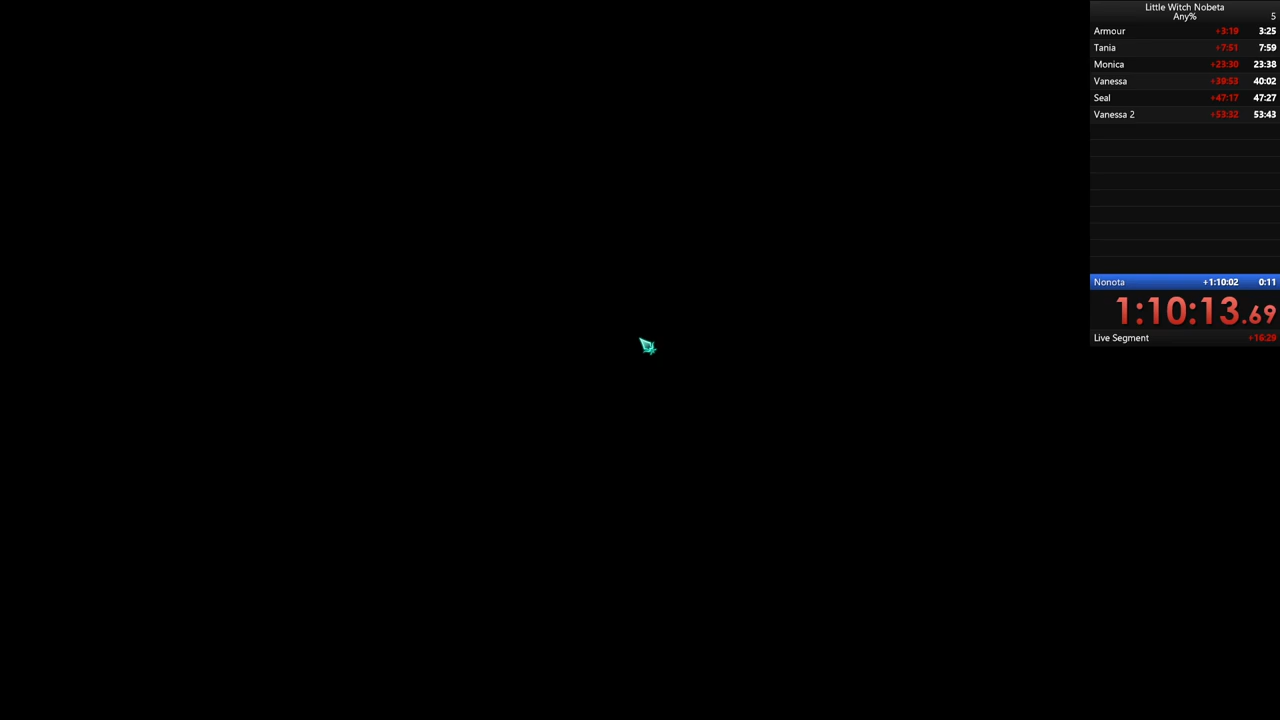 Little Witch Nobeta
Any% 5
Armour +3:19 3:25
Tania +7:51 7:59
Monica +23:30 23:38
Vanessa +39:53 40:02
Seal +47:17 47:27
Vanessa 2 +53:32 53:43
Nonota +1:10:02 0:11
1:10:13.69
Live Segment +16:29